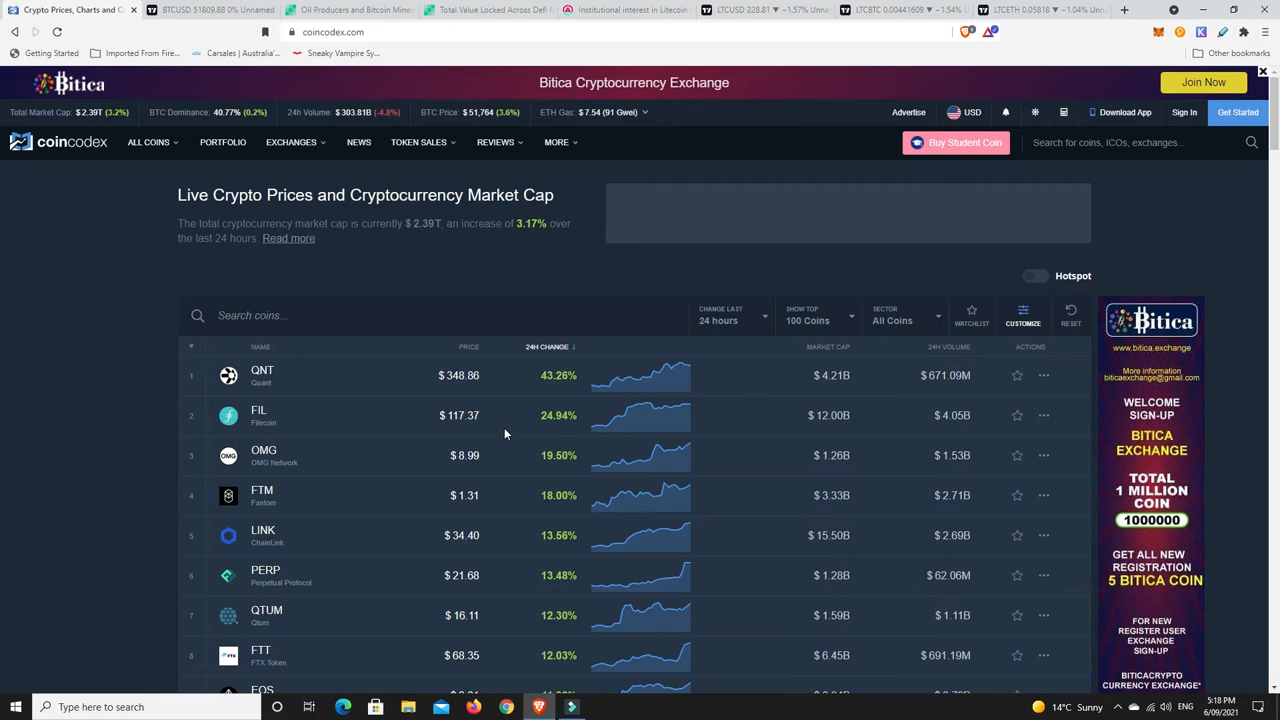 Crypto Prices, Charts and C
BTCUSD 51809.88 0% Unnamed
Oil Producers and Bitcoin Miner
Total Value Locked Across Defi
Institutional interest in Litecoin
LTCUSD 228.81 ▾ −1.57% Unna
LTCBTC 0.00441609 ▾ −1.54%
LTCETH 0.05818 ▾ −1.04% Unn
coincodex.com
Getting Started
Imported From Fire...
Carsales | Australia'...
Sneaky Vampire Sy...
Other bookmarks
Bitica
Bitica Cryptocurrency Exchange
Join Now
Total Market Cap: $ 2.39T (3.2%)
BTC Dominance: 40.77% (0.2%)
24h Volume: $ 303.81B (-4.8%)
BTC Price: $ 51,764 (3.6%)
ETH Gas: $ 7.54 (91 Gwei)
Advertise
USD
Download App
Sign In
Get Started
coincodex
ALL COINS
PORTFOLIO
EXCHANGES
NEWS
TOKEN SALES
REVIEWS
MORE
Buy Student Coin
Search for coins, ICOs, exchanges...
Live Crypto Prices and Cryptocurrency Market Cap
The total cryptocurrency market cap is currently $ 2.39T, an increase of 3.17% over
the last 24 hours. Read more
Hotspot
Search coins...
CHANGE LAST
24 hours
SHOW TOP
100 Coins
SECTOR
All Coins
WATCHLIST
CUSTOMIZE
RESET
# NAME PRICE 24H CHANGE ↓ MARKET CAP 24H VOLUME ACTIONS
1 QNT $ 348.86 43.26% $ 4.21B $ 671.09M
Quant
2 FIL $ 117.37 24.94% $ 12.00B $ 4.05B
Filecoin
3 OMG $ 8.99 19.50% $ 1.26B $ 1.53B
OMG Network
4 FTM $ 1.31 18.00% $ 3.33B $ 2.71B
Fantom
5 LINK $ 34.40 13.56% $ 15.50B $ 2.69B
ChainLink
6 PERP $ 21.68 13.48% $ 1.28B $ 62.06M
Perpetual Protocol
7 QTUM $ 16.11 12.30% $ 1.59B $ 1.11B
Qtum
8 FTT $ 68.35 12.03% $ 6.45B $ 691.19M
FTX Token
EOS
Bitica
www.bitica.exchange
More information
biticaexchange@gmail.com
WELCOME
SIGN-UP
BITICA
EXCHANGE
TOTAL
1 MILLION
COIN
1000000
GET ALL NEW
REGISTRATION
5 BITICA COIN
FOR NEW
REGISTER USER
EXCHANGE
SIGN-UP
BITICACRYPTO
CURRENCY EXCHANGE*
Type here to search
14°C Sunny
ENG
5:18 PM
6/09/2021